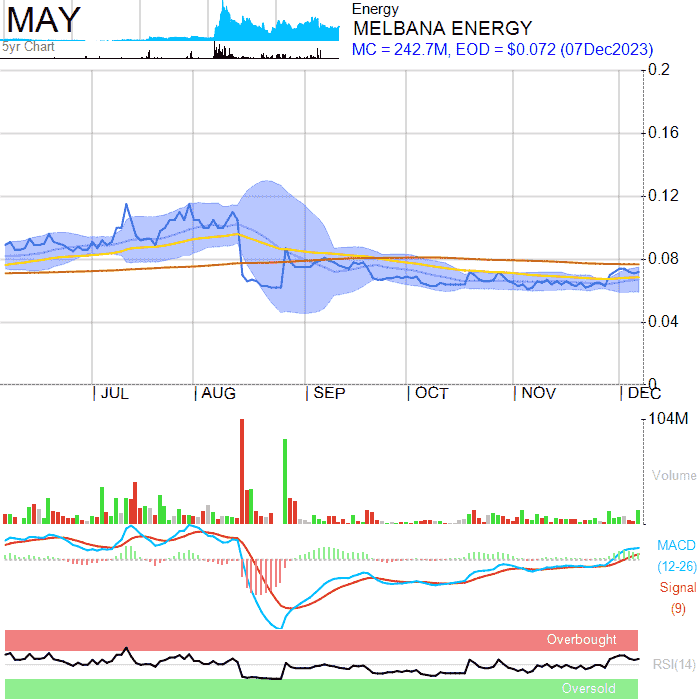 MAY
5yr Chart
Energy
MELBANA ENERGY
MC = 242.7M, EOD = $0.072 (07Dec2023)
0.2
0.16
0.12
0.08
0.04
0
JUL AUG SEP OCT NOV DEC
104M
Volume
MACD
(12-26)
Signal
(9)
Overbought
RSI(14)
Oversold